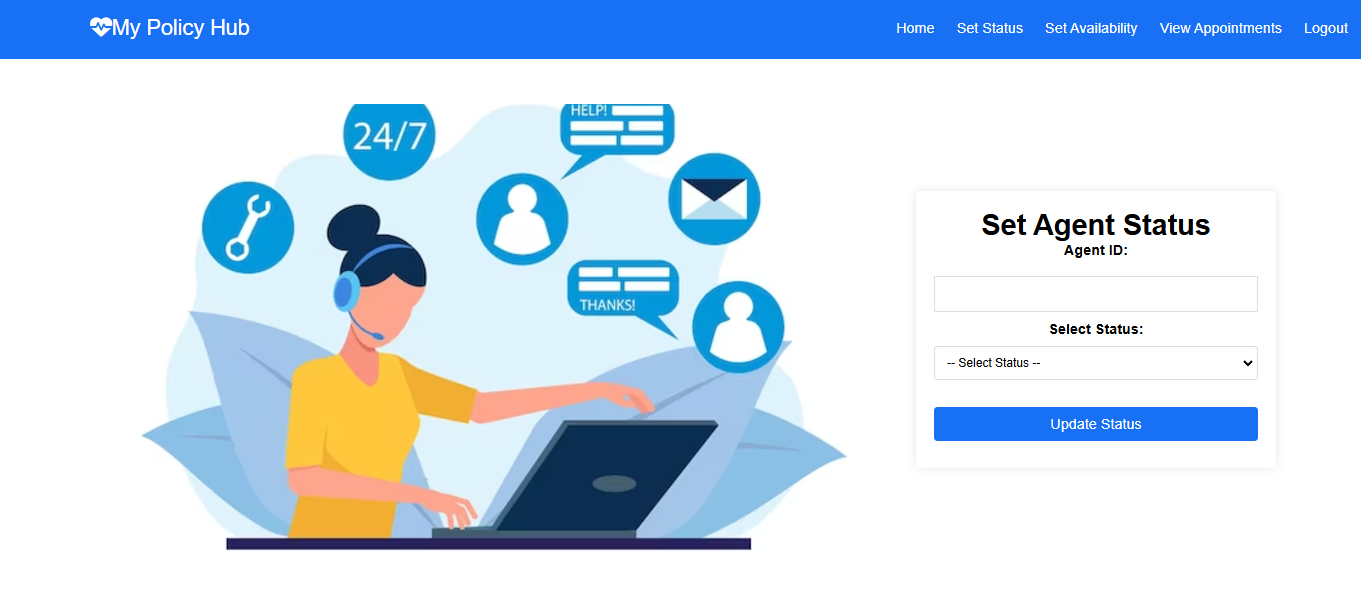 My Policy Hub
Home Set Status Set Availability View Appointments Logout
24/7
HELP!
THANKS!
Set Agent Status
Agent ID:
Select Status:
-- Select Status --
Update Status